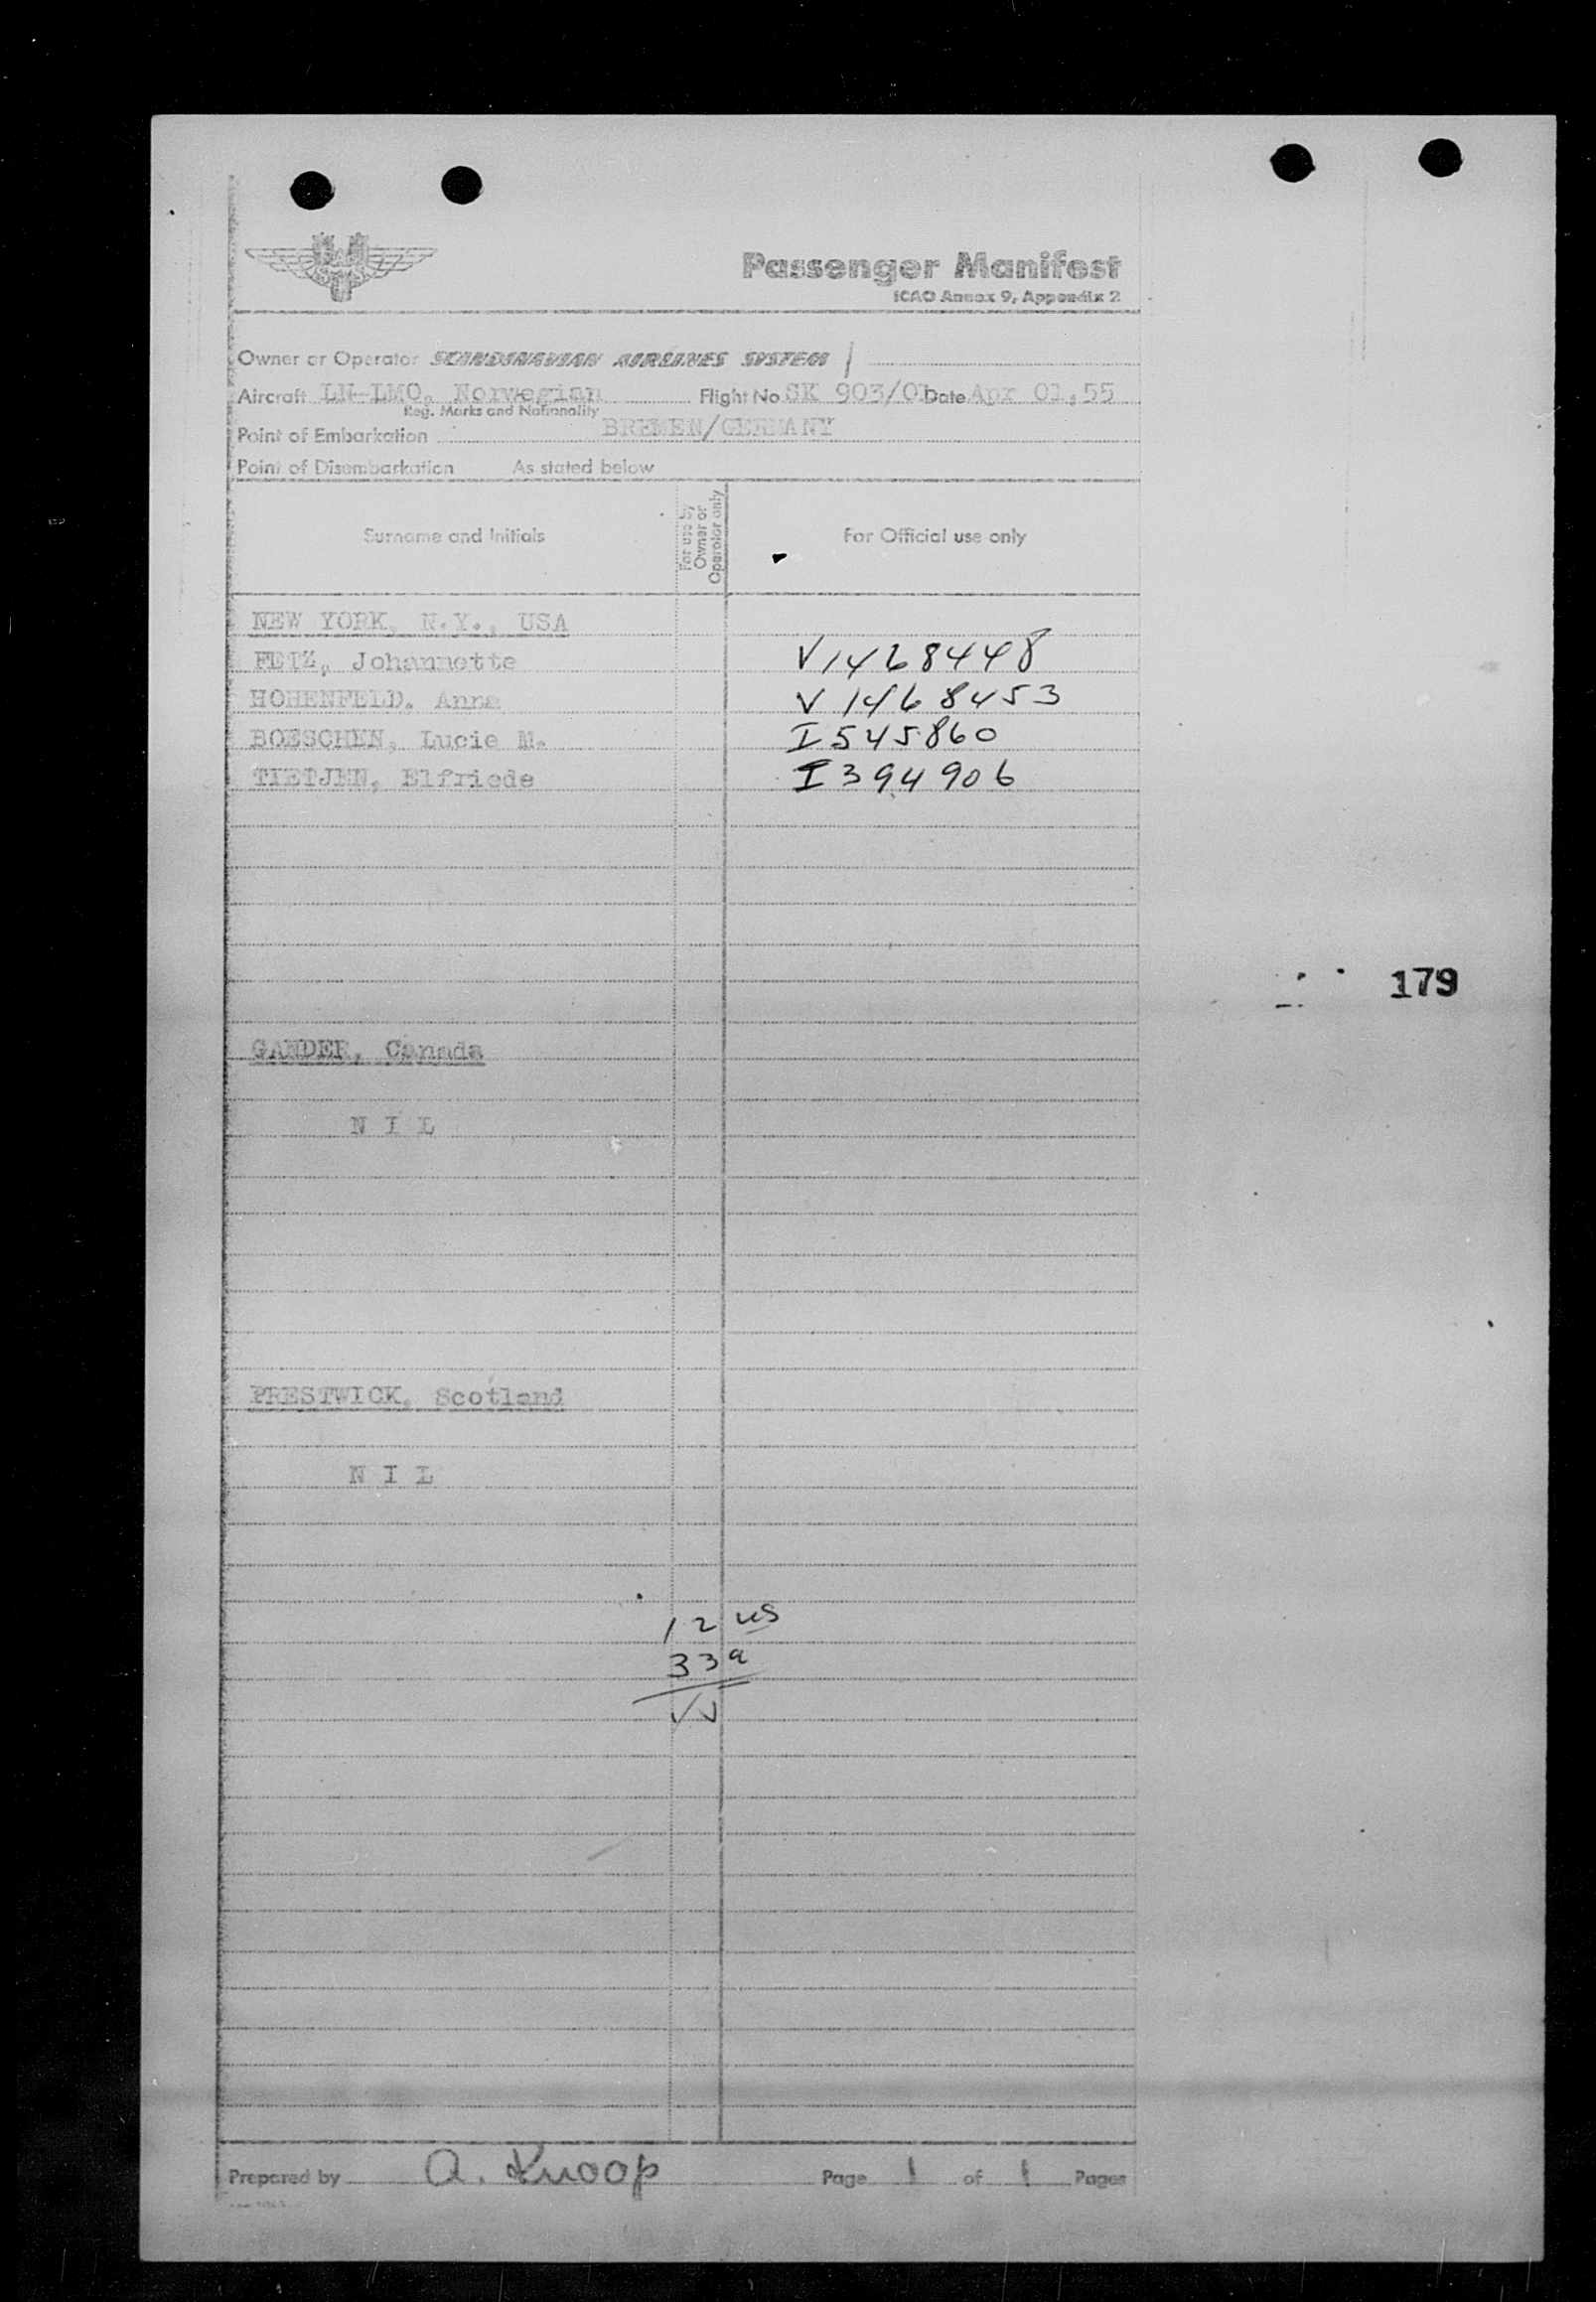 Passenger Manifest
ICAO Annex 9, Appendix 2
Owner or Operator SCANDINAVIAN AIRLINES SYSTEM
Aircraft LN-LMO, Norwegian Flight No SK 903/01 Date Apr 01,55
Reg. Marks and Nationality
Point of Embarkation BREMEN/GERMANY
Point of Disembarkation As stated below
Surname and Initials
For use by Owner or Operator only
For Official use only
NEW YORK, N.Y., USA
FETZ, Johannette V1468448
HOHENFELD, Anna V1468453
BOESCHEN, Lucie M. I545860
TIETJEN, Elfriede I394906
179
GANDER, Canada
N I L
PRESTWICK, Scotland
N I L
12 us
33a
Prepared by A. Knoop Page 1 of 1 Pages